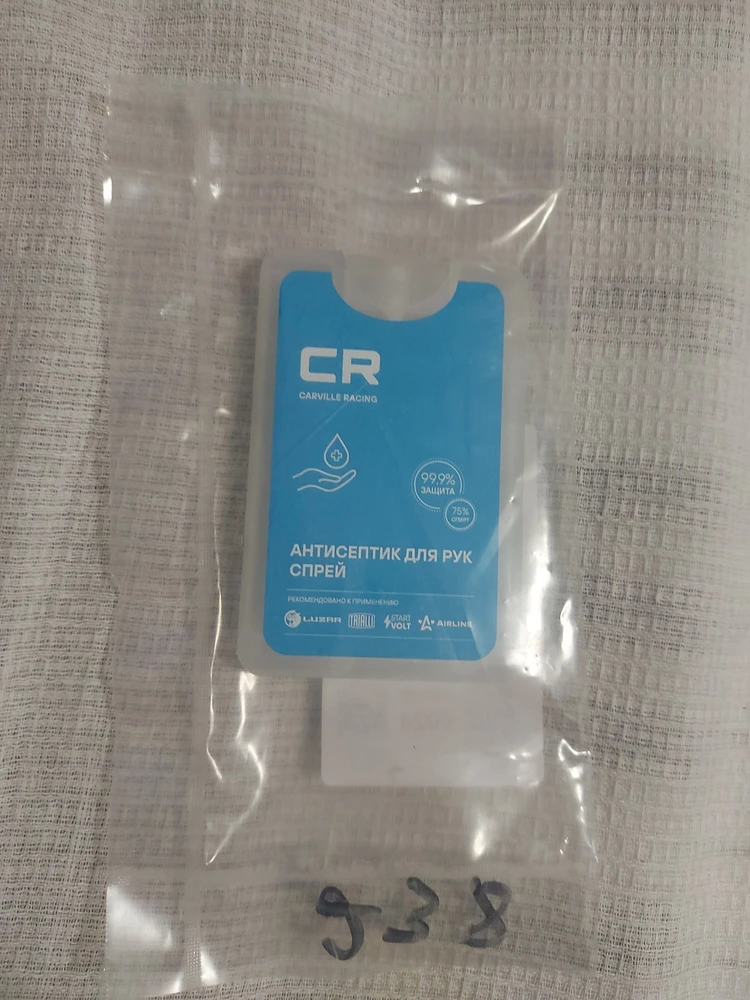 CR
CARVILLE RACING
99,9%
ЗАЩИТА
75%
СПИРТ
АНТИСЕПТИК ДЛЯ РУК
СПРЕЙ
РЕКОМЕНДОВАНО К ПРИМЕНЕНИЮ
LUZAR TRIALLI START VOLT AIRLINE
938